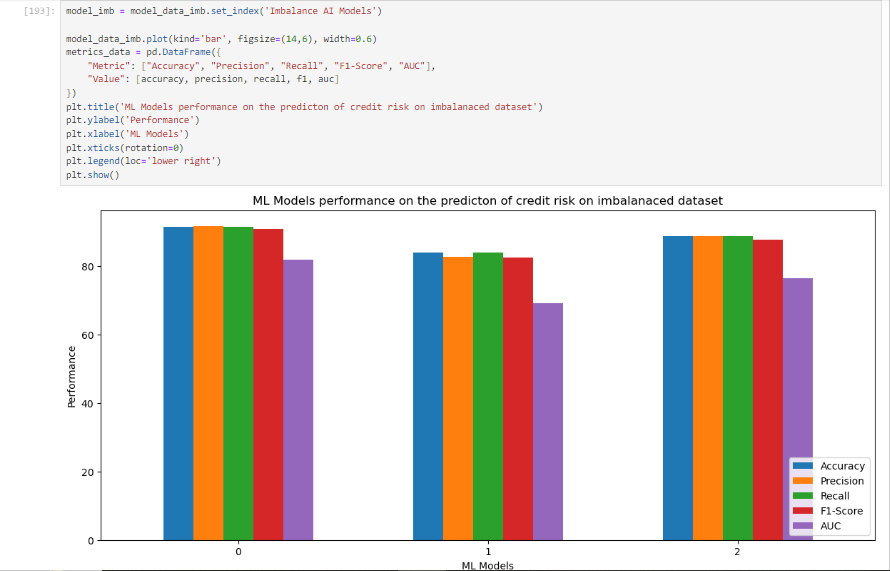 [193]:
model_imb = model_data_imb.set_index('Imbalance AI Models')
model_data_imb.plot(kind='bar', figsize=(14,6), width=0.6)
metrics_data = pd.DataFrame({
    "Metric": ["Accuracy", "Precision", "Recall", "F1-Score", "AUC"],
    "Value": [accuracy, precision, recall, f1, auc]
})
plt.title('ML Models performance on the predicton of credit risk on imbalanaced dataset')
plt.ylabel('Performance')
plt.xlabel('ML Models')
plt.xticks(rotation=0)
plt.legend(loc='lower right')
plt.show()
ML Models performance on the predicton of credit risk on imbalanaced dataset
Performance
80
60
40
20
0
0 1 2
ML Models
Accuracy
Precision
Recall
F1-Score
AUC